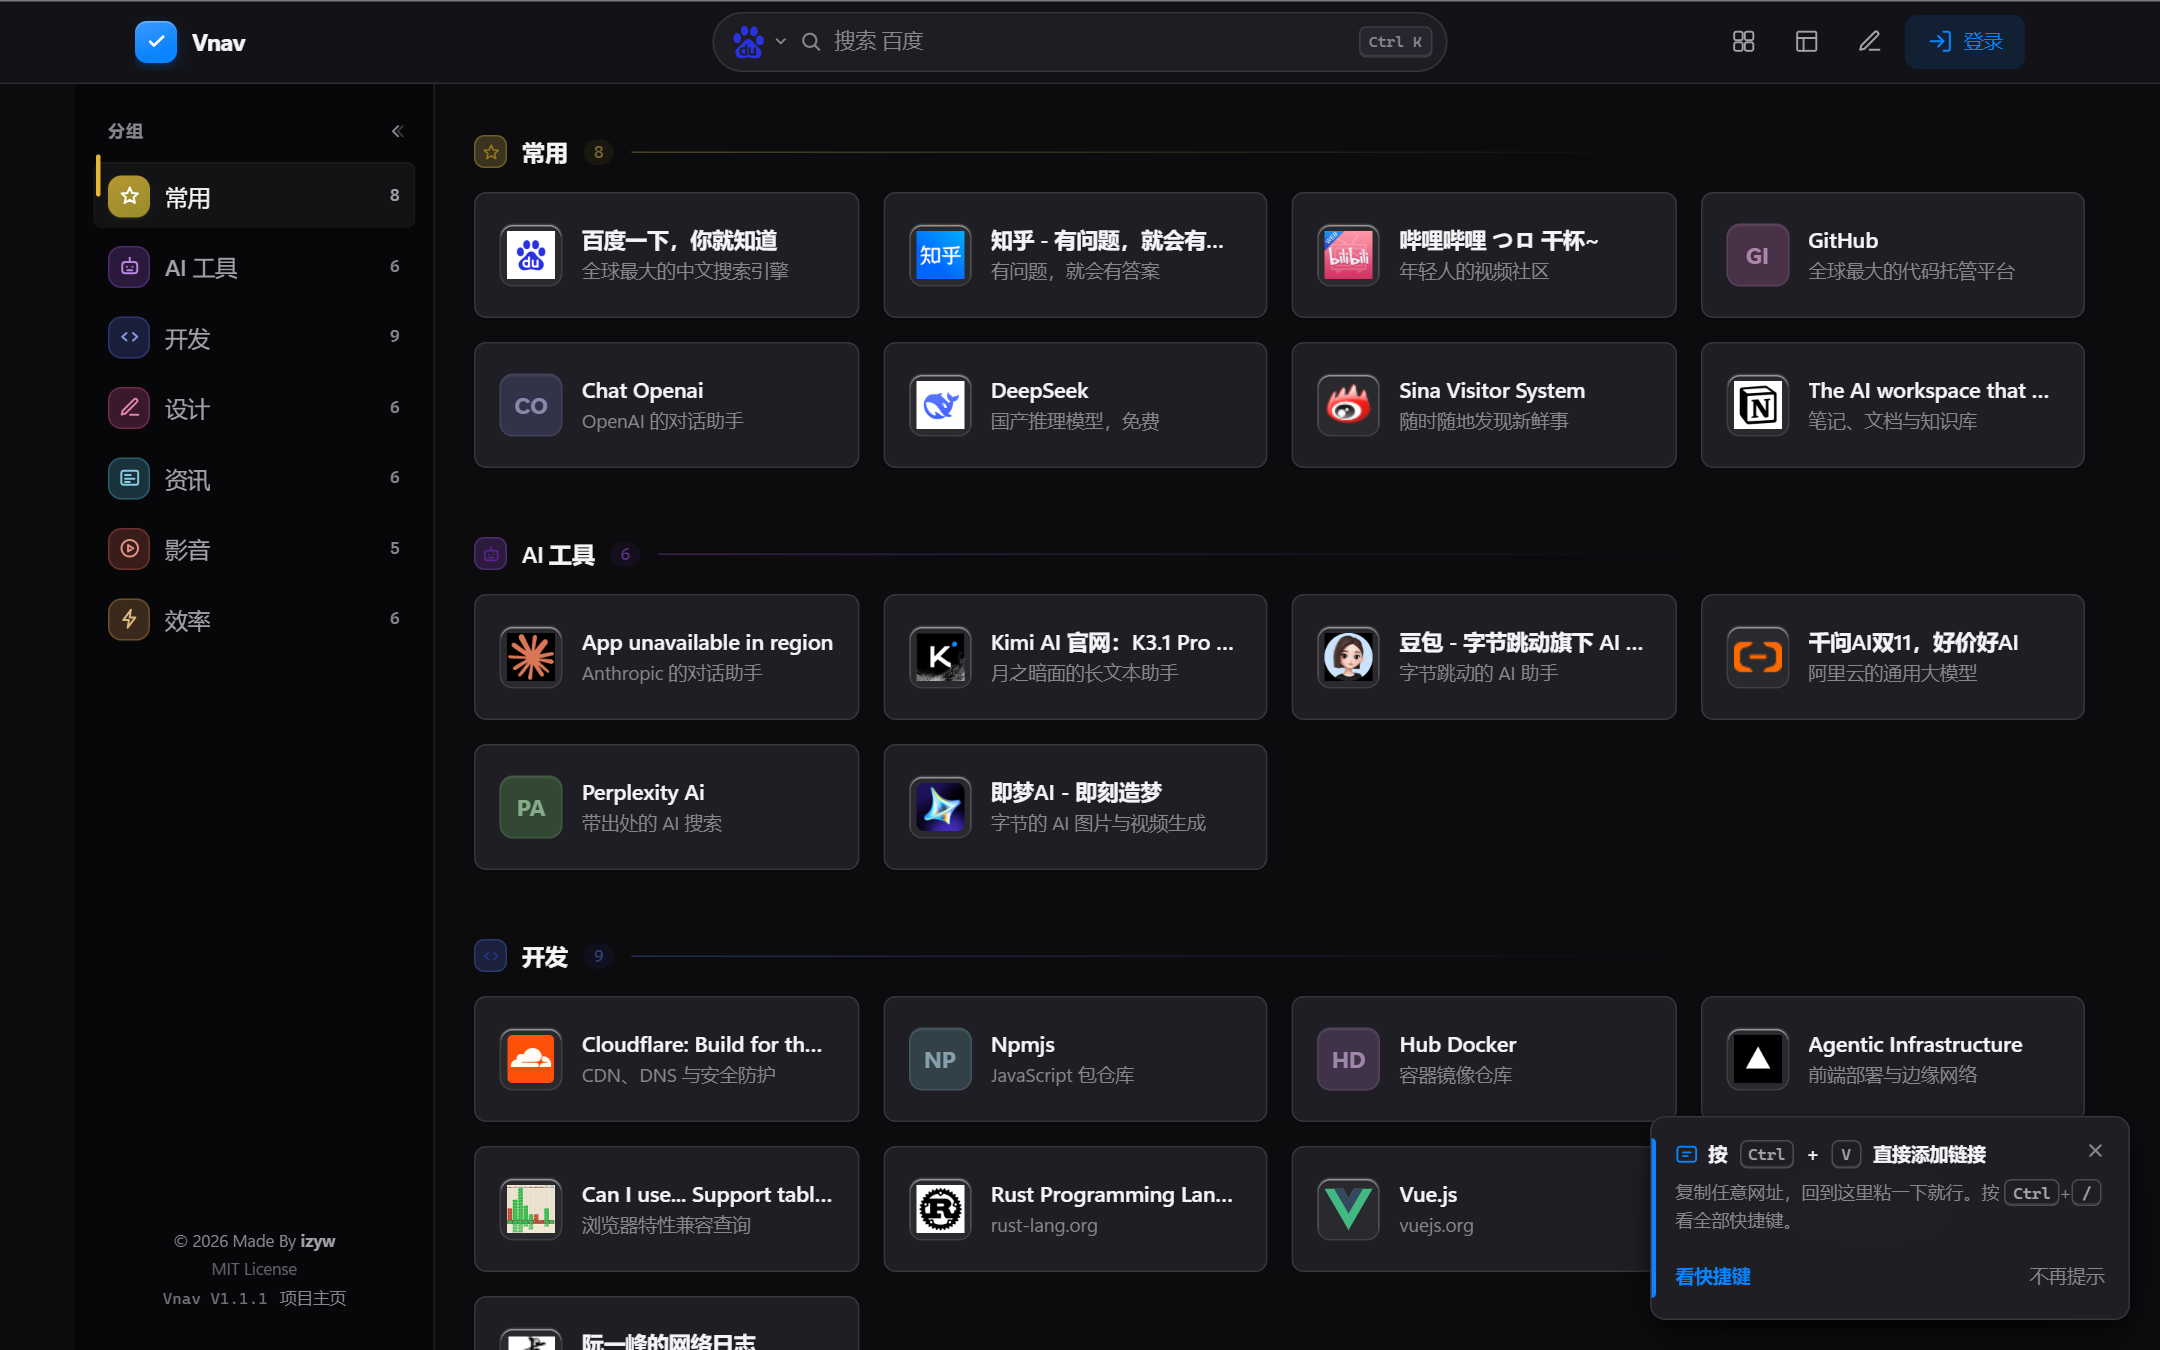 Vnav
搜索 百度
Ctrl K
登录
分组
常用 8
AI 工具 6
开发 9
设计 6
资讯 6
影音 5
效率 6
© 2026 Made By izyw
MIT License
Vnav V1.1.1 项目主页
常用 8
百度一下，你就知道
全球最大的中文搜索引擎
知乎
知乎 - 有问题，就会有...
有问题，就会有答案
bilibili
哔哩哔哩 つロ 干杯~
年轻人的视频社区
GI
GitHub
全球最大的代码托管平台
CO
Chat Openai
OpenAI 的对话助手
DeepSeek
国产推理模型，免费
Sina Visitor System
随时随地发现新鲜事
The AI workspace that ...
笔记、文档与知识库
AI 工具 6
App unavailable in region
Anthropic 的对话助手
Kimi AI 官网：K3.1 Pro ...
月之暗面的长文本助手
豆包 - 字节跳动旗下 AI ...
字节跳动的 AI 助手
千问AI双11，好价好AI
阿里云的通用大模型
PA
Perplexity Ai
带出处的 AI 搜索
即梦AI - 即刻造梦
字节的 AI 图片与视频生成
开发 9
Cloudflare: Build for th...
CDN、DNS 与安全防护
NP
Npmjs
JavaScript 包仓库
HD
Hub Docker
容器镜像仓库
Agentic Infrastructure
前端部署与边缘网络
Can I use... Support tabl...
浏览器特性兼容查询
Rust Programming Lan...
rust-lang.org
Vue.js
vuejs.org
阮一峰的网络日志
按 Ctrl + V 直接添加链接
复制任意网址，回到这里粘一下就行。按 Ctrl + /
看全部快捷键。
看快捷键
不再提示